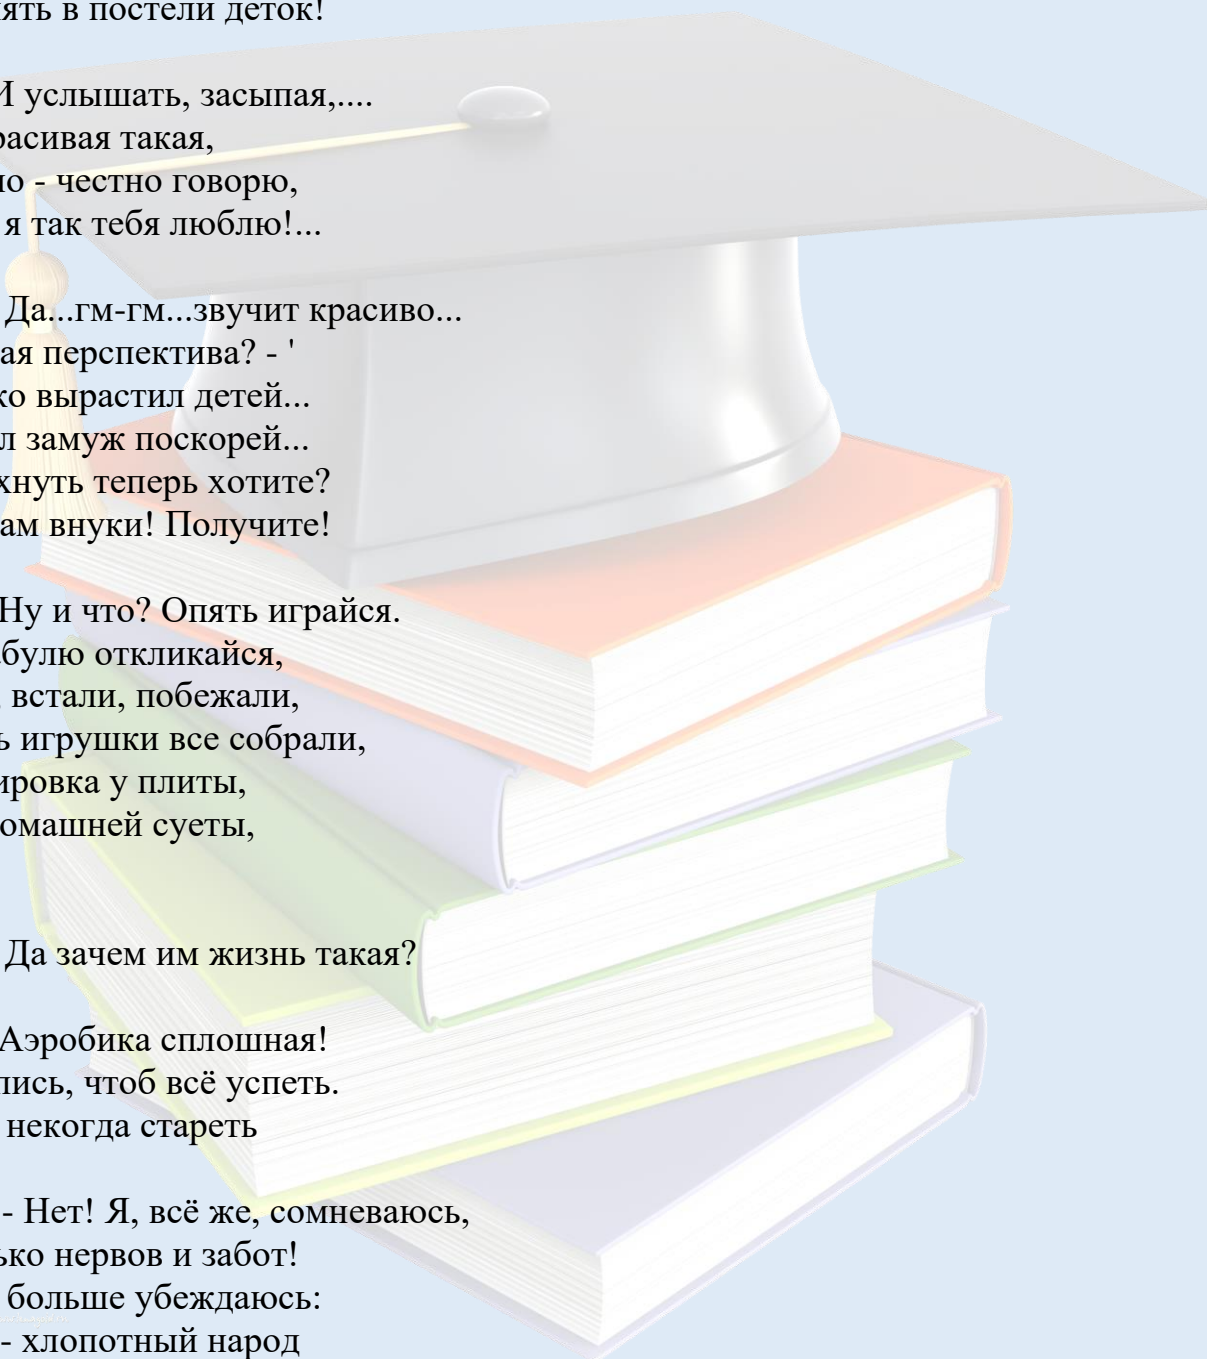 ять в постели деток!
И услышать, засыпая,....
расивая такая,
но - честно говорю,
я так тебя люблю!...
Да...гм-гм...звучит красиво...
ая перспектива? - '
ко вырастил детей...
л замуж поскорей...
хнуть теперь хотите?
ам внуки! Получите!
Ну и что? Опять играйся.
абулю откликайся,
встали, побежали,
ь игрушки все собрали,
ировка у плиты,
омашней суеты,
Да зачем им жизнь такая?
Аэробика сплошная!
пись, чтоб всё успеть.
некогда стареть
- Нет! Я, всё же, сомневаюсь,
ько нервов и забот!
больше убеждаюсь:
- хлопотный народ